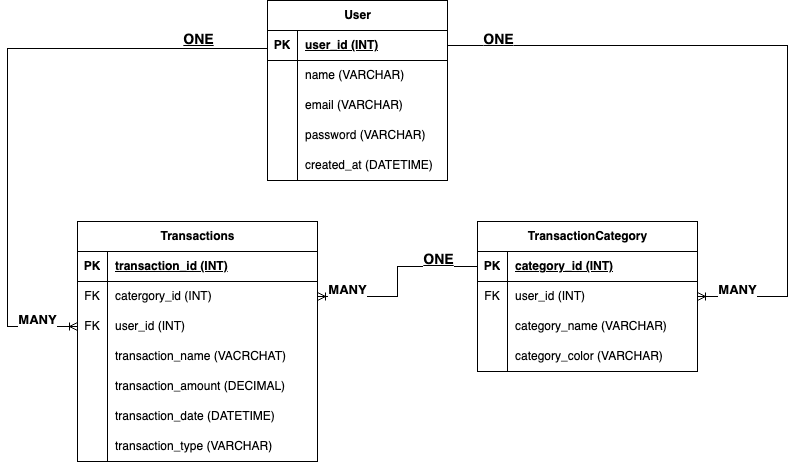 User
ONE
ONE
PK user_id (INT)
name (VARCHAR)
email (VARCHAR)
password (VARCHAR)
created_at (DATETIME)
Transactions
PK transaction_id (INT)
FK catergory_id (INT)
FK user_id (INT)
transaction_name (VACRCHAT)
transaction_amount (DECIMAL)
transaction_date (DATETIME)
transaction_type (VARCHAR)
MANY
MANY
ONE
TransactionCategory
PK category_id (INT)
FK user_id (INT)
category_name (VARCHAR)
category_color (VARCHAR)
MANY